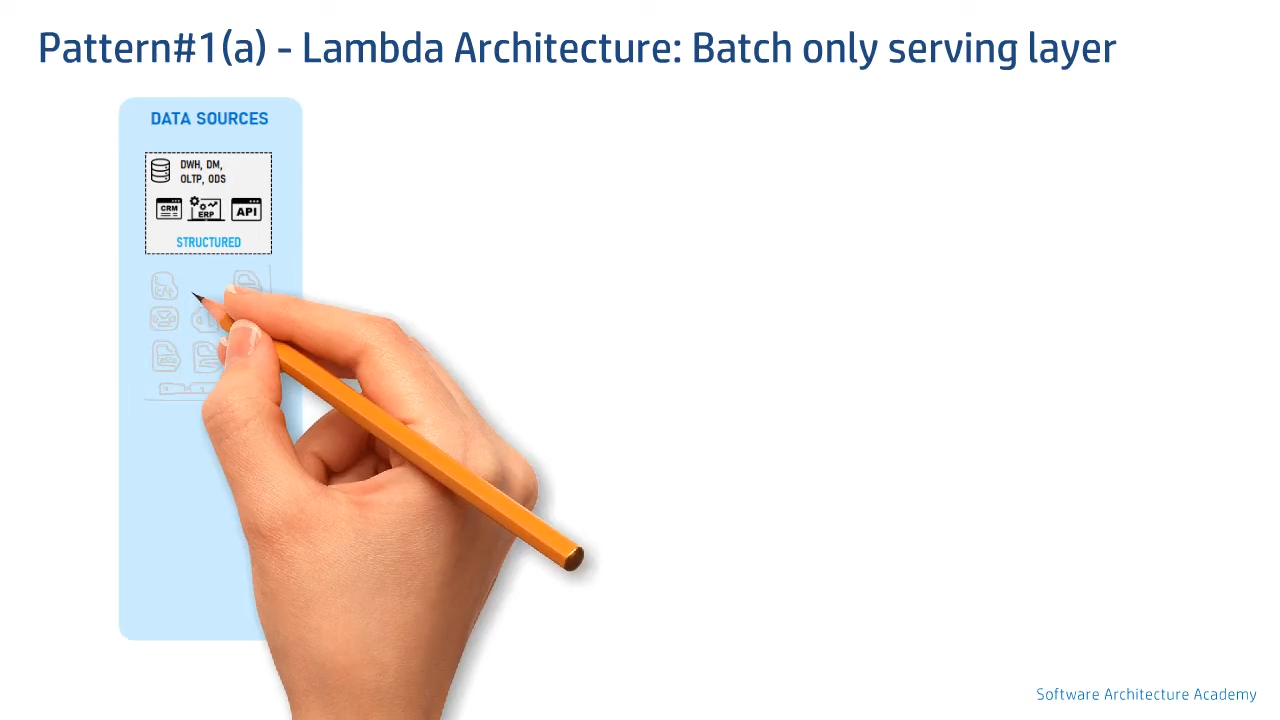 Pattern#1(a) - Lambda Architecture: Batch only serving layer
DATA SOURCES
DWH, DM,
OLTP, ODS
CRM ERP API
STRUCTURED
Software Architecture Academy